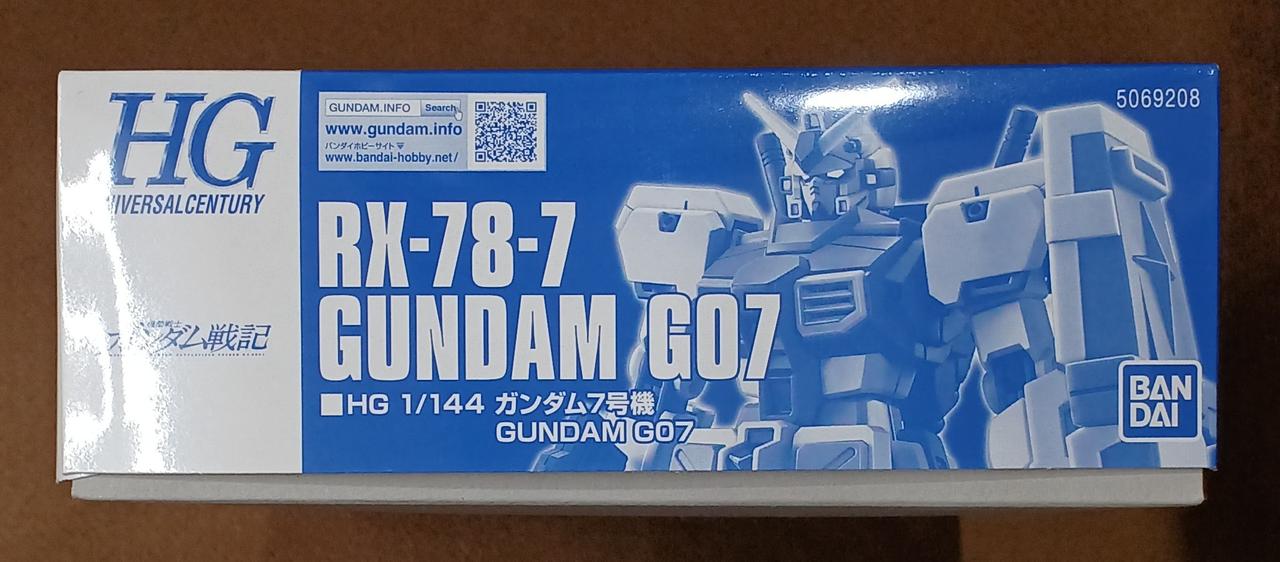 HG
UNIVERSALCENTURY
ガンダム戦記
GUNDAM.INFO Search
www.gundam.info
バンダイホビーサイト
www.bandai-hobby.net/
5069208
RX-78-7
GUNDAM G07
■HG 1/144 ガンダム7号機
GUNDAM G07
BAN
DAI